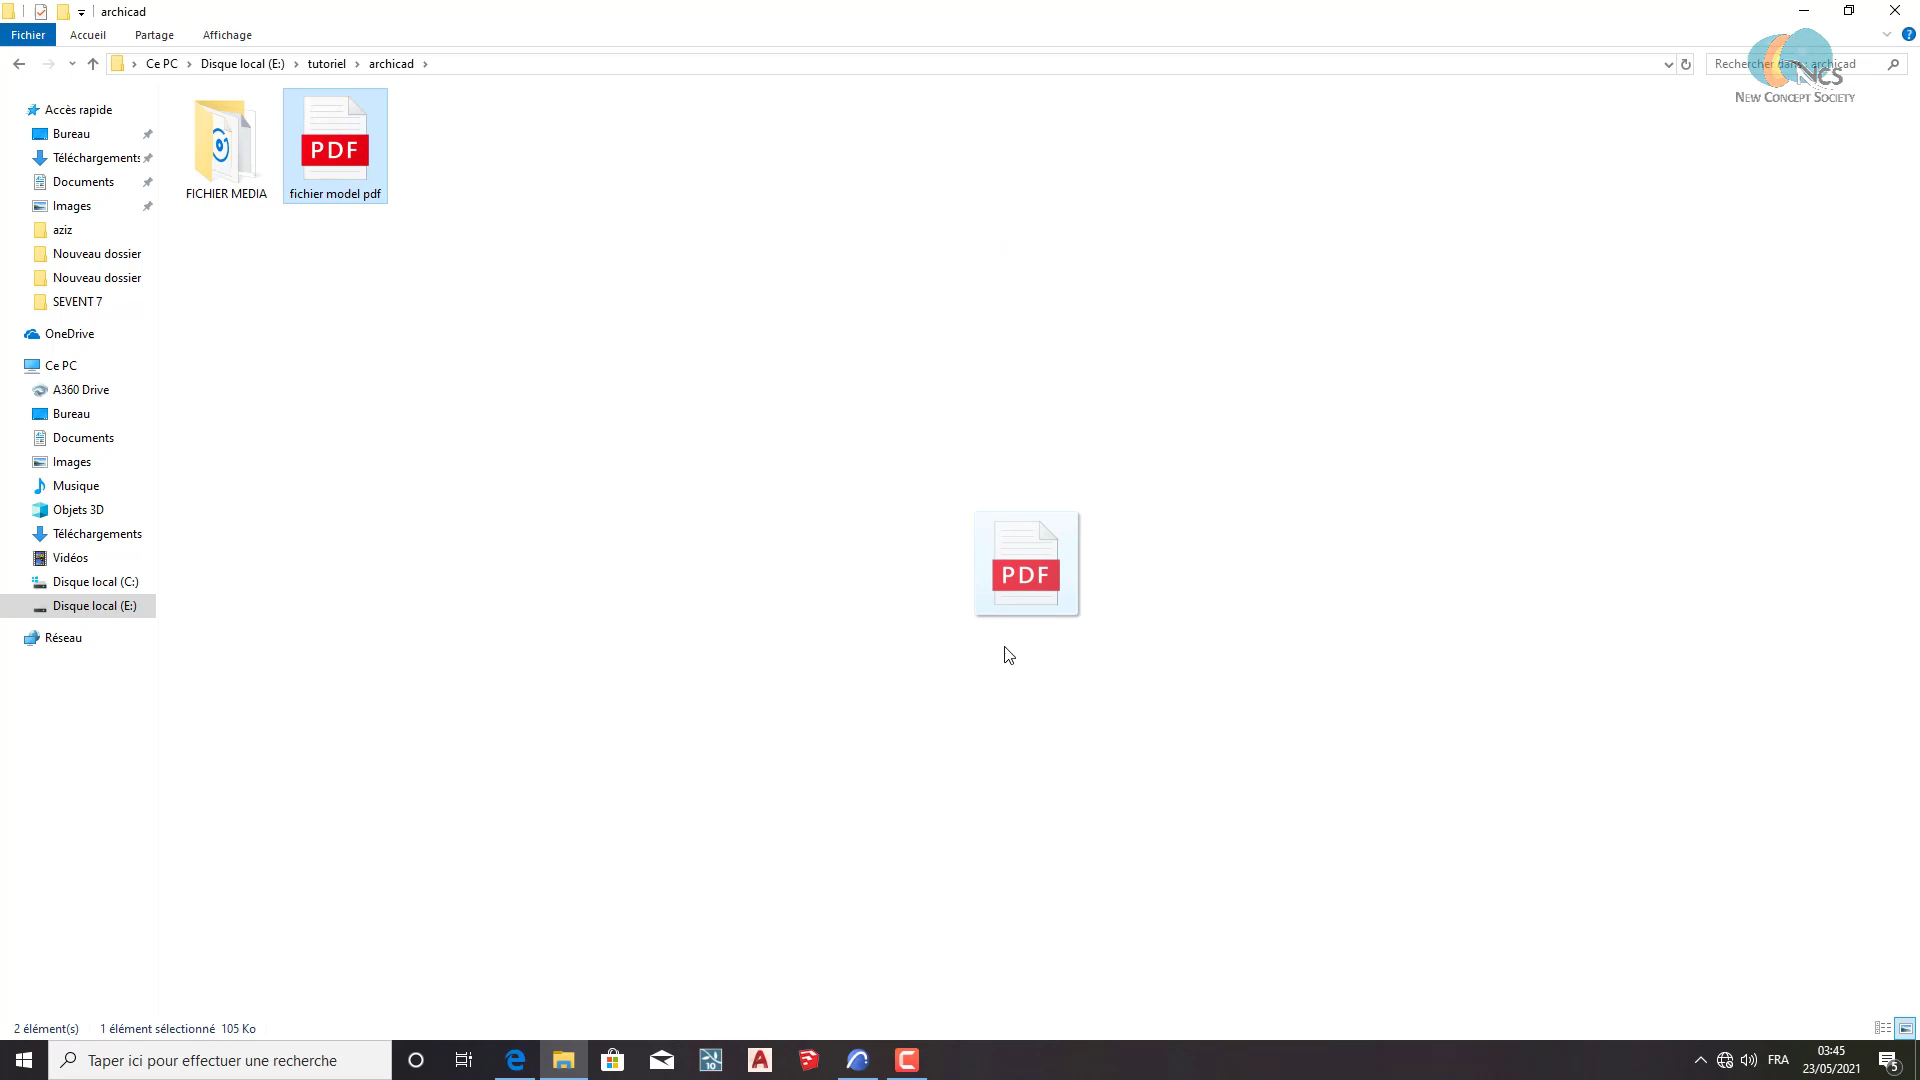 archicad
Fichier
Accueil
Partage
Affichage
Ce PC
Disque local (E:)
tutoriel
archicad
Rechercher dans : archicad
NCS
New Concept Society
Accès rapide
Bureau
Téléchargements
Documents
Images
aziz
Nouveau dossier
Nouveau dossier
SEVENT 7
OneDrive
Ce PC
A360 Drive
Bureau
Documents
Images
Musique
Objets 3D
Téléchargements
Vidéos
Disque local (C:)
Disque local (E:)
Réseau
FICHIER MEDIA
PDF
fichier model pdf
PDF
2 élément(s)
1 élément sélectionné 105 Ko
Taper ici pour effectuer une recherche
10
FRA
03:45
23/05/2021
5